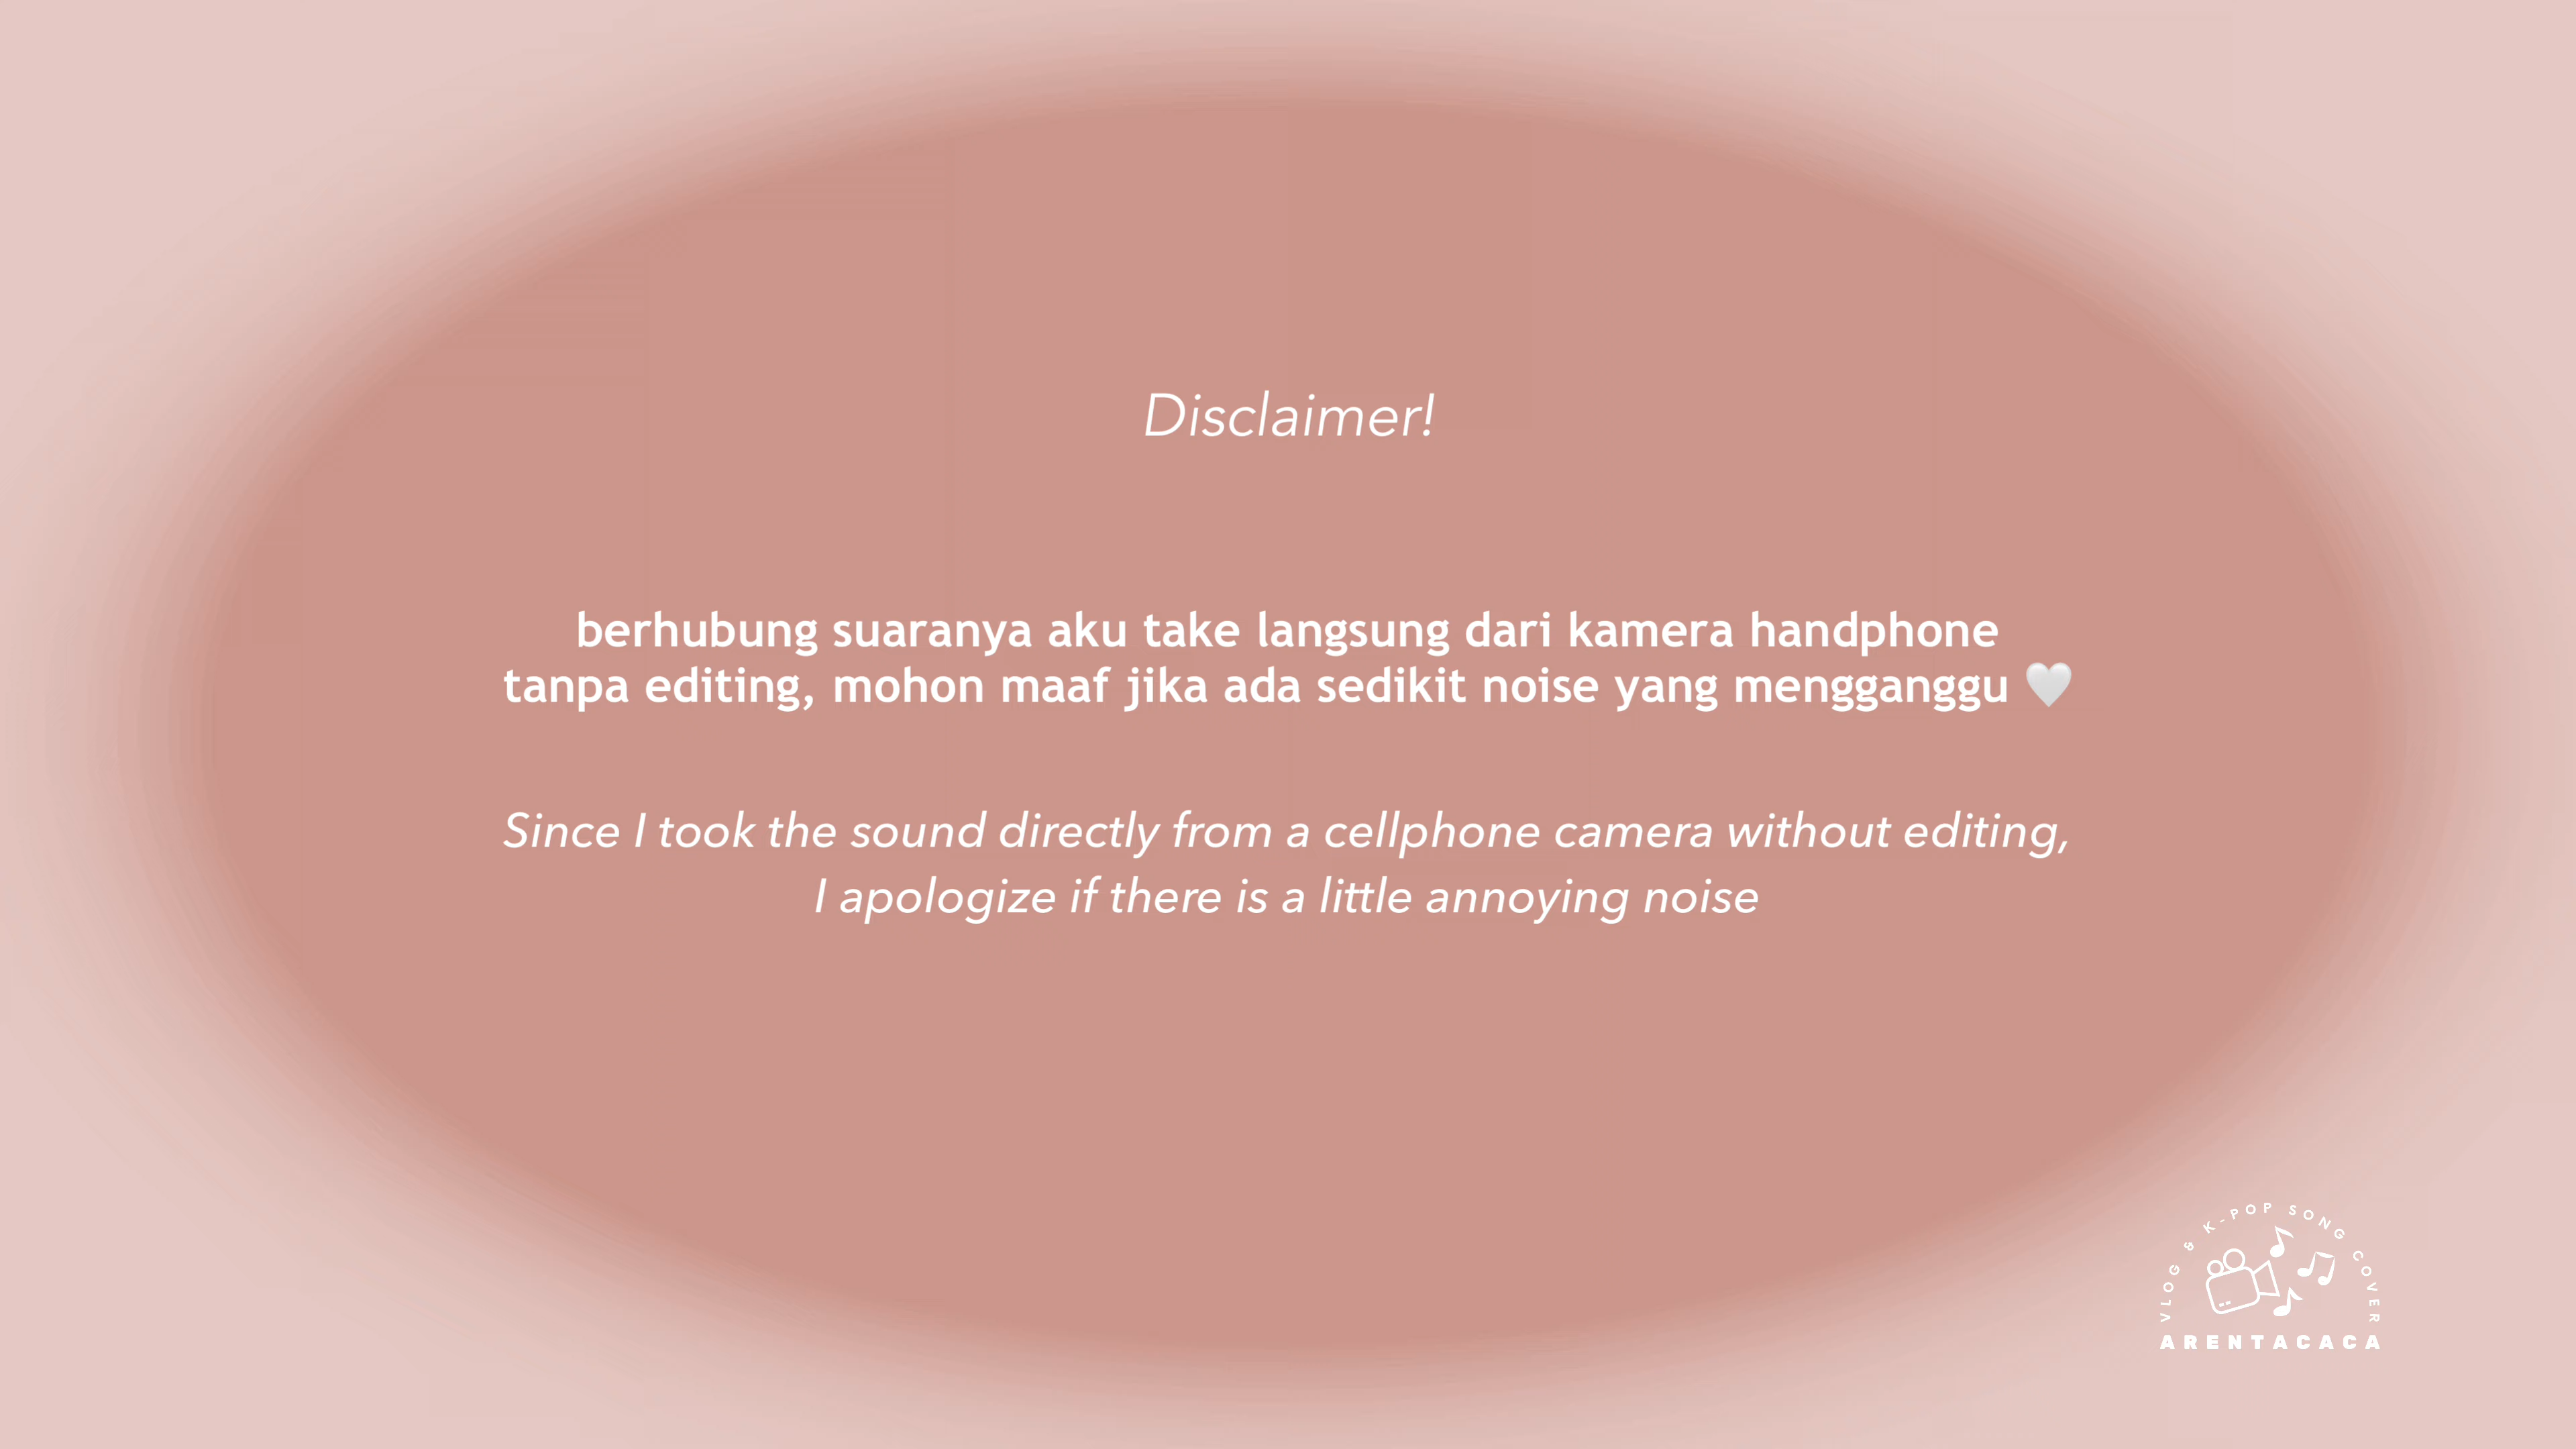 Disclaimer!
berhubung suaranya aku take langsung dari kamera handphone
tanpa editing, mohon maaf jika ada sedikit noise yang mengganggu 🤍
Since I took the sound directly from a cellphone camera without editing,
I apologize if there is a little annoying noise
VLOG & K-POP SONG COVER
ARENTACACA